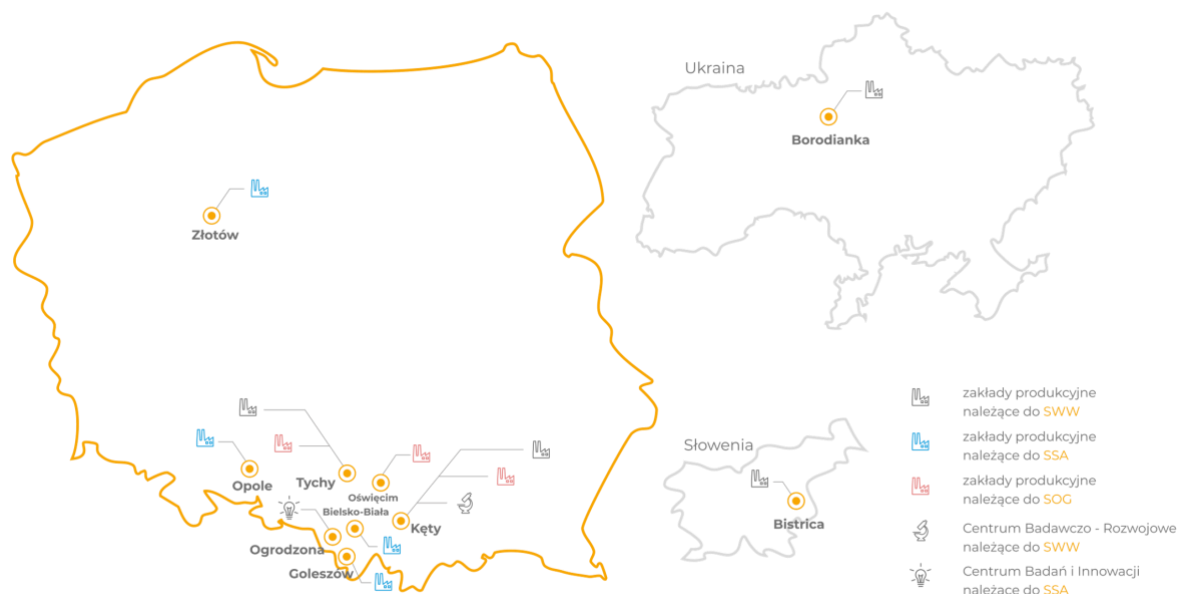 Ukraina
Borodianka
Złotów
Opole
Tychy
Oświęcim
Bielsko-Biała
Kęty
Ogrodzona
Goleszów
Słowenia
Bistrica
zakłady produkcyjne
należące do SWW
zakłady produkcyjne
należące do SSA
zakłady produkcyjne
należące do SOG
Centrum Badawczo - Rozwojowe
należące do SWW
Centrum Badań i Innowacji
należące do SSA